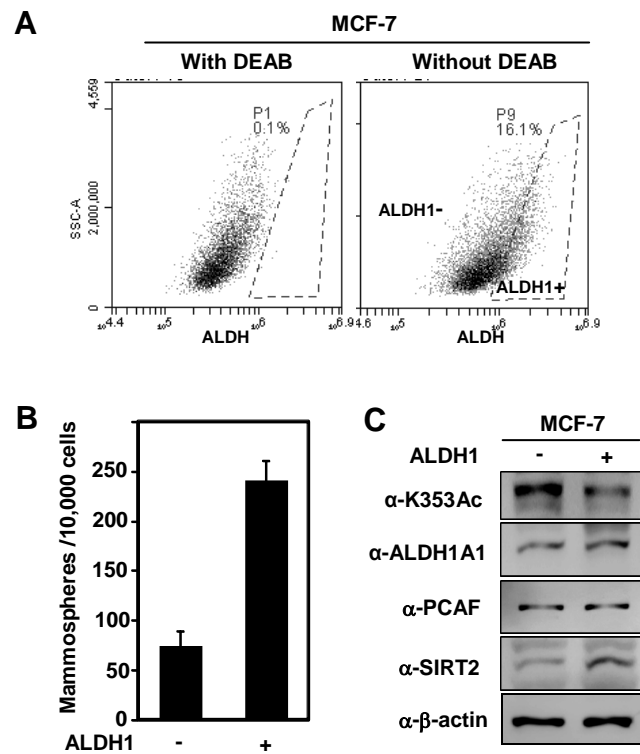 A
MCF-7
With DEAB
Without DEAB
P1
0.1%
P9
16.1%
4,559
2,000,000
0
SSC-A
ALDH1-
ALDH1+
10^4.4 10^5 10^6 10^6.9
4.6 10^5 10^6 10^6.9
ALDH
ALDH
B
Mammospheres /10,000 cells
250
200
150
100
50
0
ALDH1 - +
C
MCF-7
ALDH1 - +
α-K353Ac
α-ALDH1A1
α-PCAF
α-SIRT2
α-β-actin